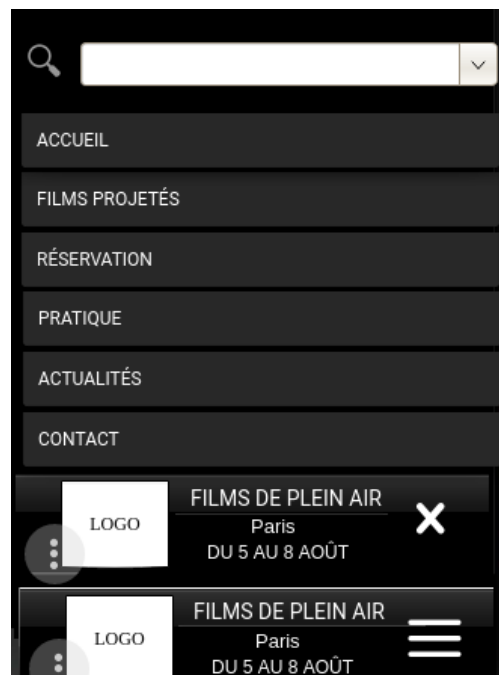 ACCUEIL
FILMS PROJETÉS
RÉSERVATION
PRATIQUE
ACTUALITÉS
CONTACT
LOGO
FILMS DE PLEIN AIR
Paris
DU 5 AU 8 AOÛT
LOGO
FILMS DE PLEIN AIR
Paris
DU 5 AU 8 AOÛT